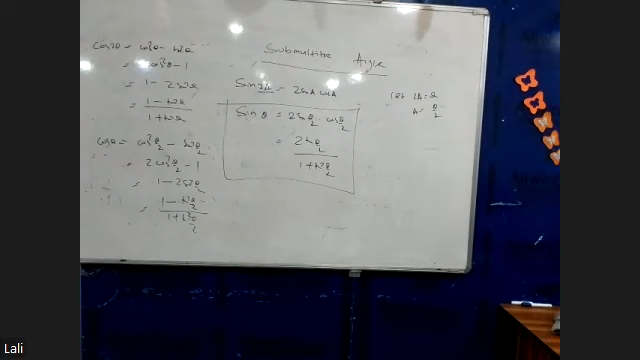 Submultiple Angle
cos2θ = cos²θ - sin²θ
= 2cos²θ - 1
= 1 - 2sin²θ
= 1 - tan²θ / 1 + tan²θ
cosθ = cos²θ/2 - sin²θ/2
= 2cos²θ/2 - 1
= 1 - 2sin²θ/2
= 1 - tan²θ/2 / 1 + tan²θ/2
Sin2A = 2sinA cosA
Sinθ = 2sinθ/2 cosθ/2
= 2tanθ/2 / 1 + tan²θ/2
Let 2A = θ
A = θ/2
Lali